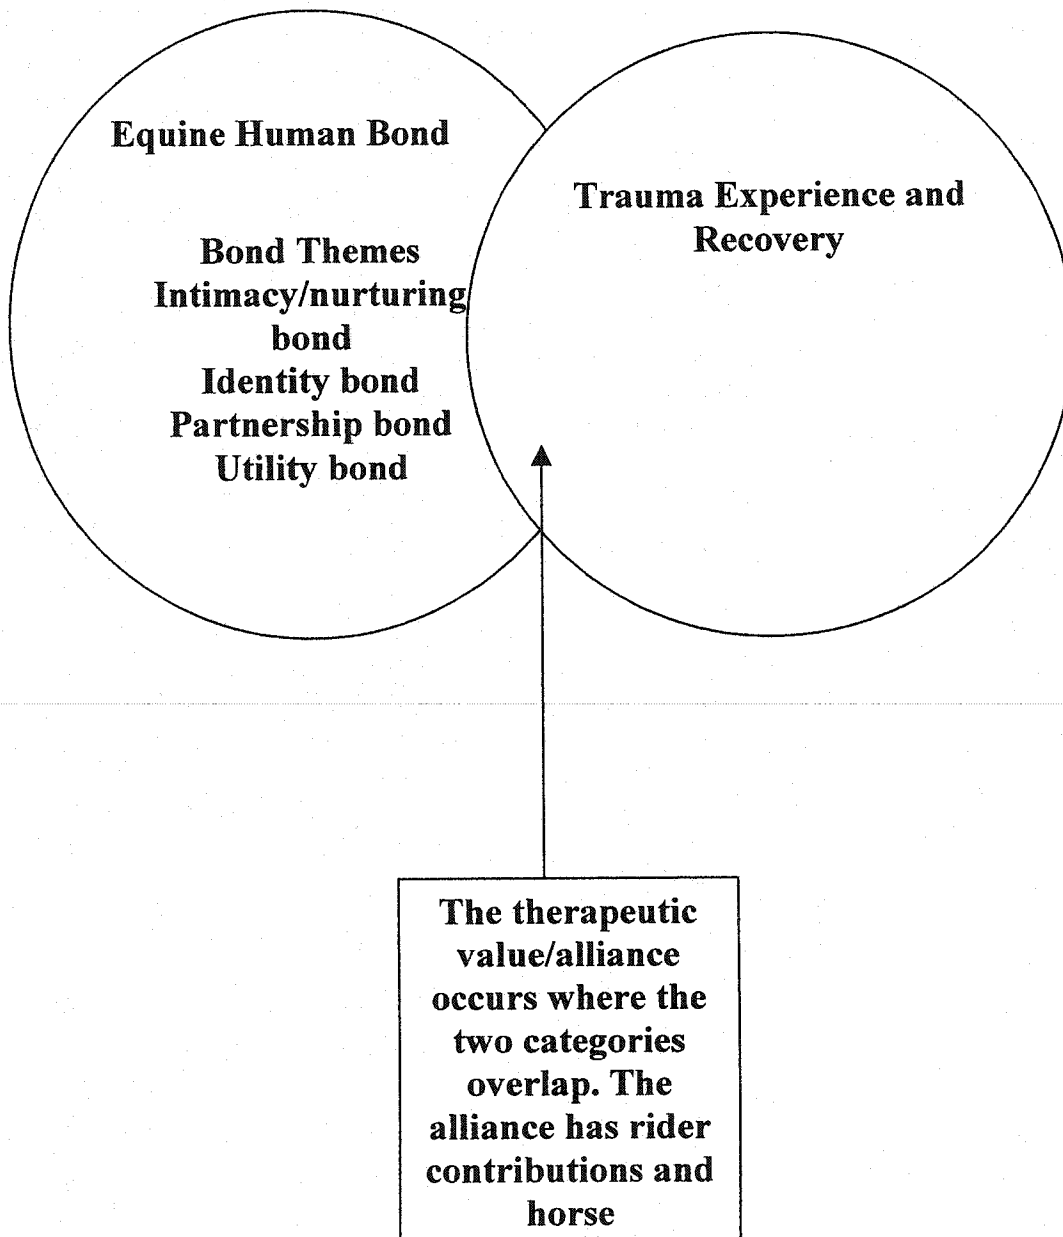 Equine Human Bond
Bond Themes
Intimacy/nurturing
bond
Identity bond
Partnership bond
Utility bond
Trauma Experience and
Recovery
The therapeutic
value/alliance
occurs where the
two categories
overlap. The
alliance has rider
contributions and
horse